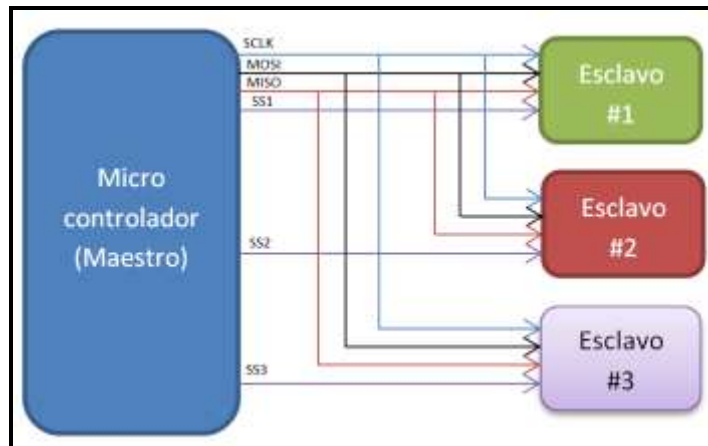 SCLK
MOSI
MISO
SS1
Esclavo
#1
Micro
controlador
(Maestro)
Esclavo
#2
SS2
Esclavo
#3
SS3